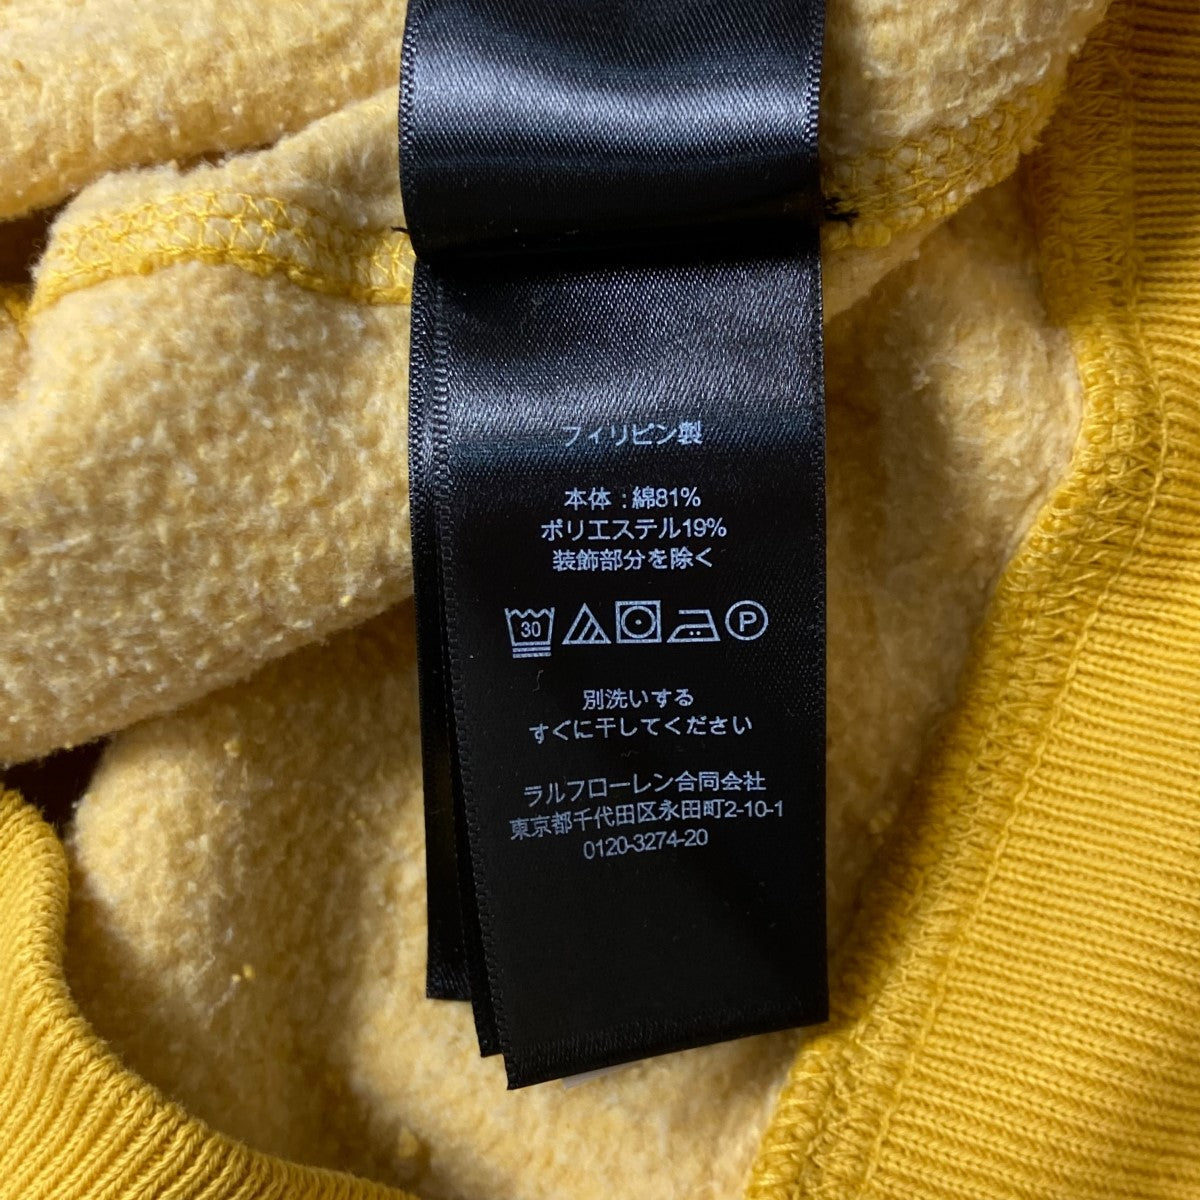 フィリピン製
本体：綿81%
ポリエステル19%
装飾部分を除く
30 P
別洗いする
すぐに干してください
ラルフローレン合同会社
東京都千代田区永田町2-10-1
0120-3274-20